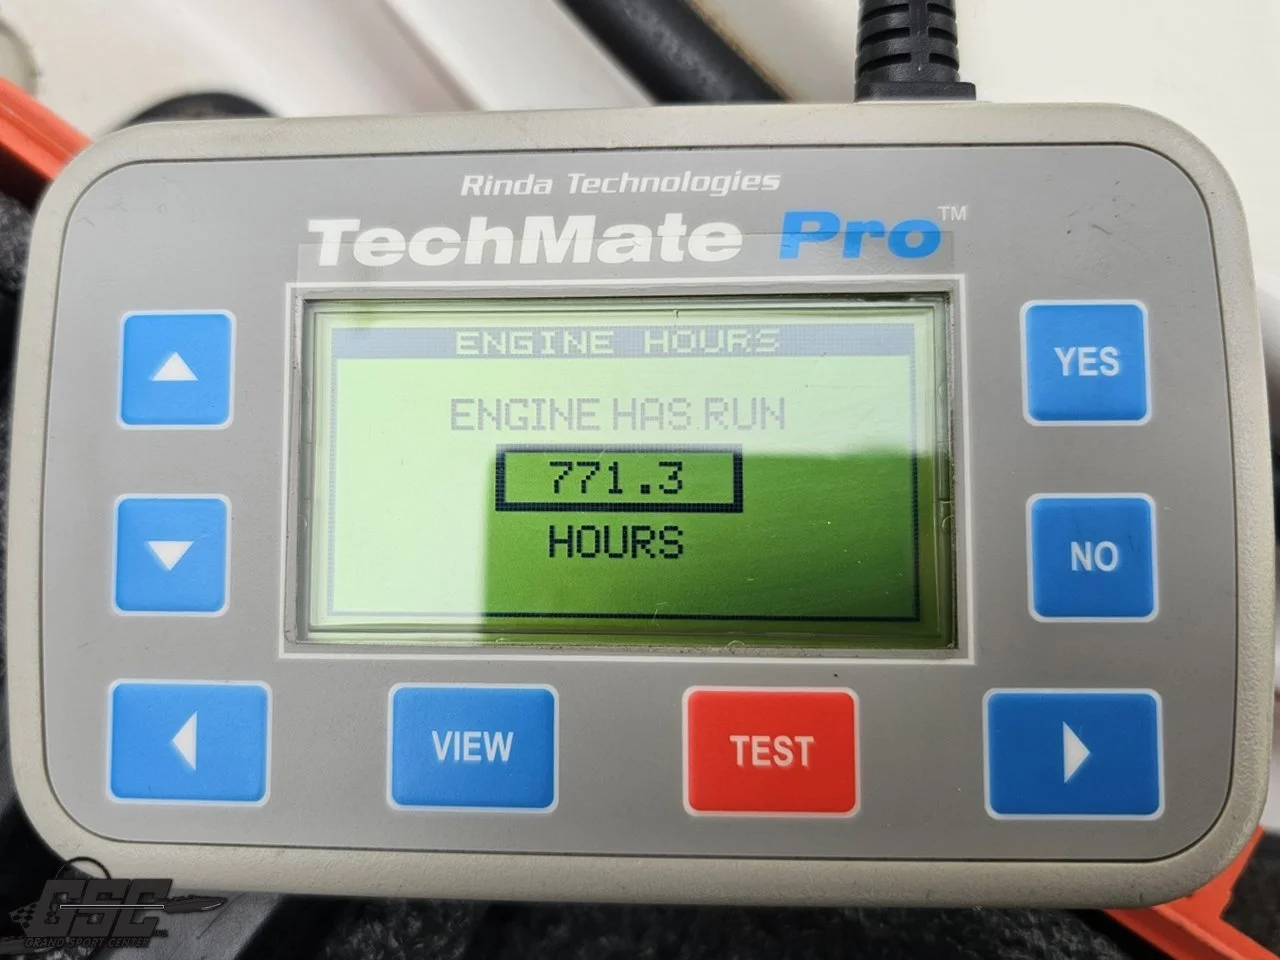 Rinda Technologies
TechMate Pro™
ENGINE HOURS
ENGINE HAS RUN
771.3
HOURS
YES
NO
VIEW
TEST
GSC
GRAND SPORT CENTER